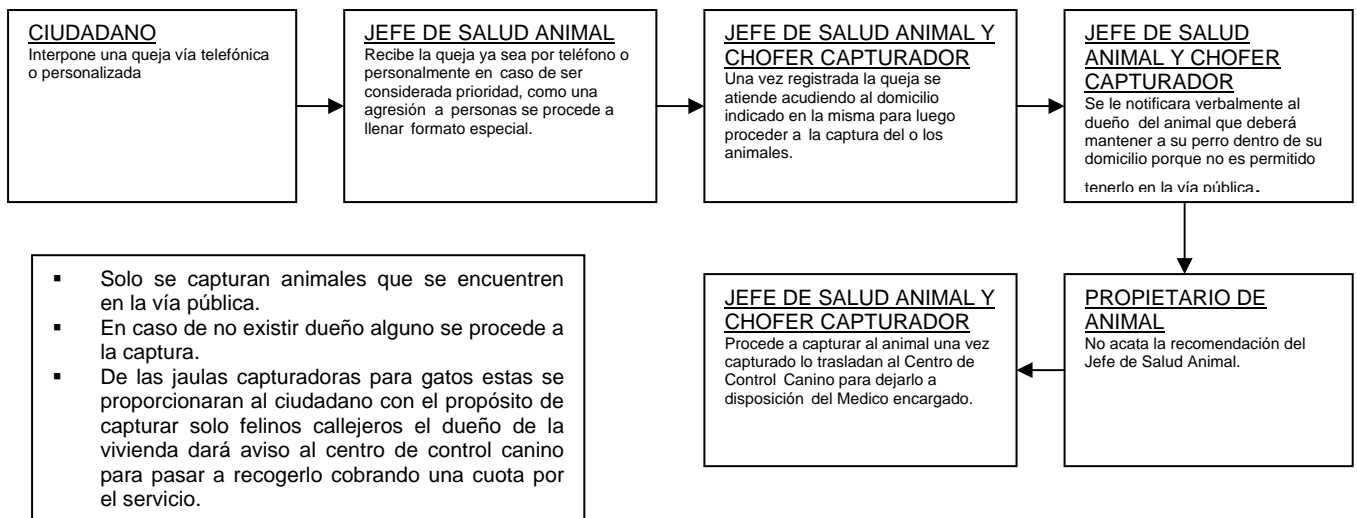 CIUDADANO
Interpone una queja vía telefónica
o personalizada
JEFE DE SALUD ANIMAL
Recibe la queja ya sea por teléfono o
personalmente en caso de ser
considerada prioridad, como una
agresión a personas se procede a
llenar formato especial.
JEFE DE SALUD ANIMAL Y
CHOFER CAPTURADOR
Una vez registrada la queja se
atiende acudiendo al domicilio
indicado en la misma para luego
proceder a la captura del o los
animales.
JEFE DE SALUD
ANIMAL Y CHOFER
CAPTURADOR
Se le notificara verbalmente al
dueño del animal que deberá
mantener a su perro dentro de su
domicilio porque no es permitido
tenerlo en la vía pública.
▪ Solo se capturan animales que se encuentren
en la vía pública.
▪ En caso de no existir dueño alguno se procede a
la captura.
▪ De las jaulas capturadoras para gatos estas se
proporcionaran al ciudadano con el propósito de
capturar solo felinos callejeros el dueño de la
vivienda dará aviso al centro de control canino
para pasar a recogerlo cobrando una cuota por
el servicio.
JEFE DE SALUD ANIMAL Y
CHOFER CAPTURADOR
Procede a capturar al animal una vez
capturado lo trasladan al Centro de
Control Canino para dejarlo a
disposición del Medico encargado.
PROPIETARIO DE
ANIMAL
No acata la recomendación del
Jefe de Salud Animal.